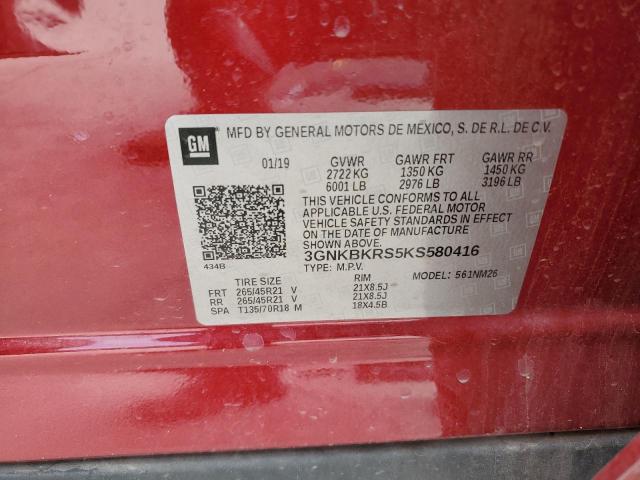 GM MFD BY GENERAL MOTORS DE MEXICO, S. DE R.L. DE C.V.
01/19 GVWR GAWR FRT GAWR RR
2722 KG 1350 KG 1450 KG
6001 LB 2976 LB 3196 LB
THIS VEHICLE CONFORMS TO ALL
APPLICABLE U.S. FEDERAL MOTOR
VEHICLE SAFETY STANDARDS IN EFFECT
ON THE DATE OF MANUFACTURE
SHOWN ABOVE.
434B
3GNKBKRS5KS580416
TYPE: M.P.V. MODEL: 561NM26
TIRE SIZE RIM
FRT 265/45R21 V 21X8.5J
RR 265/45R21 V 21X8.5J
SPA T135/70R18 M 18X4.5B